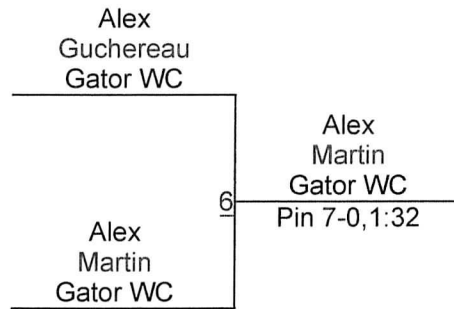 Alex
Guchereau
Gator WC
Alex
Martin
Gator WC
6
Pin 7-0,1:32
Alex
Martin
Gator WC